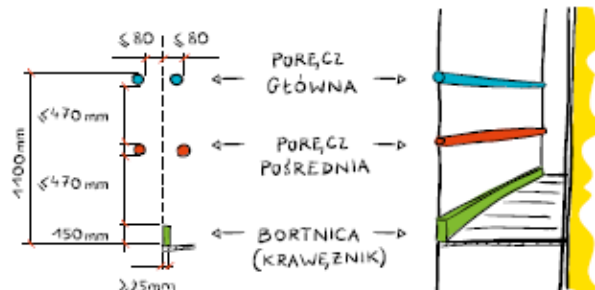 ≤80 ≤80
PORĘCZ
GŁÓWNA
≤470mm
1100mm
PORĘCZ
POŚREDNIA
≤470mm
150mm
BORTNICA
(KRAWĘŻNIK)
≥25mm